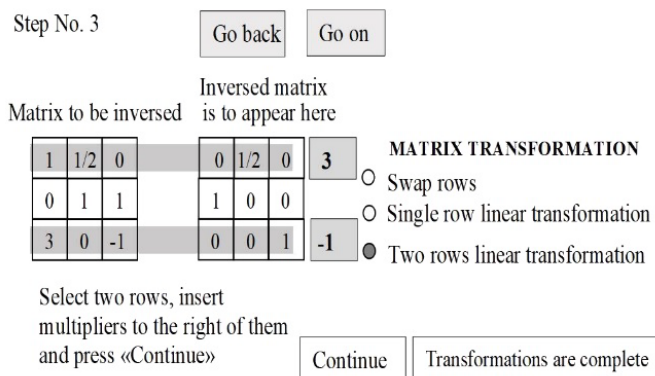 Step No. 3
Go back
Go on
Inversed matrix
Matrix to be inversed is to appear here
1 1/2 0 0 1/2 0 3
MATRIX TRANSFORMATION
Swap rows
0 1 1 1 0 0
Single row linear transformation
3 0 -1 0 0 1 -1
Two rows linear transformation
Select two rows, insert
multipliers to the right of them
and press «Continue»
Continue
Transformations are complete